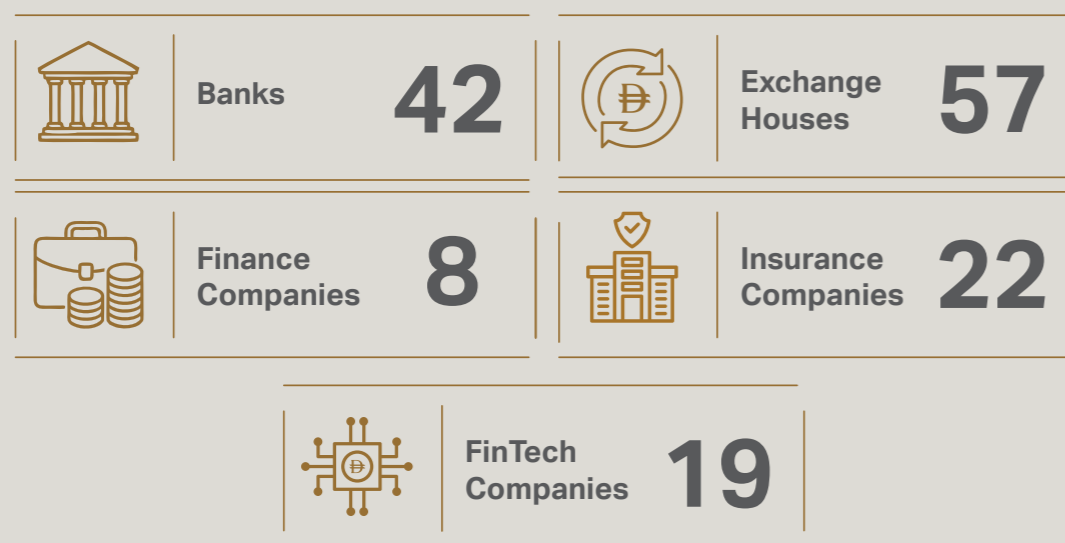 Banks
42
Exchange
Houses
57
Finance
Companies
8
Insurance
Companies
22
FinTech
Companies
19